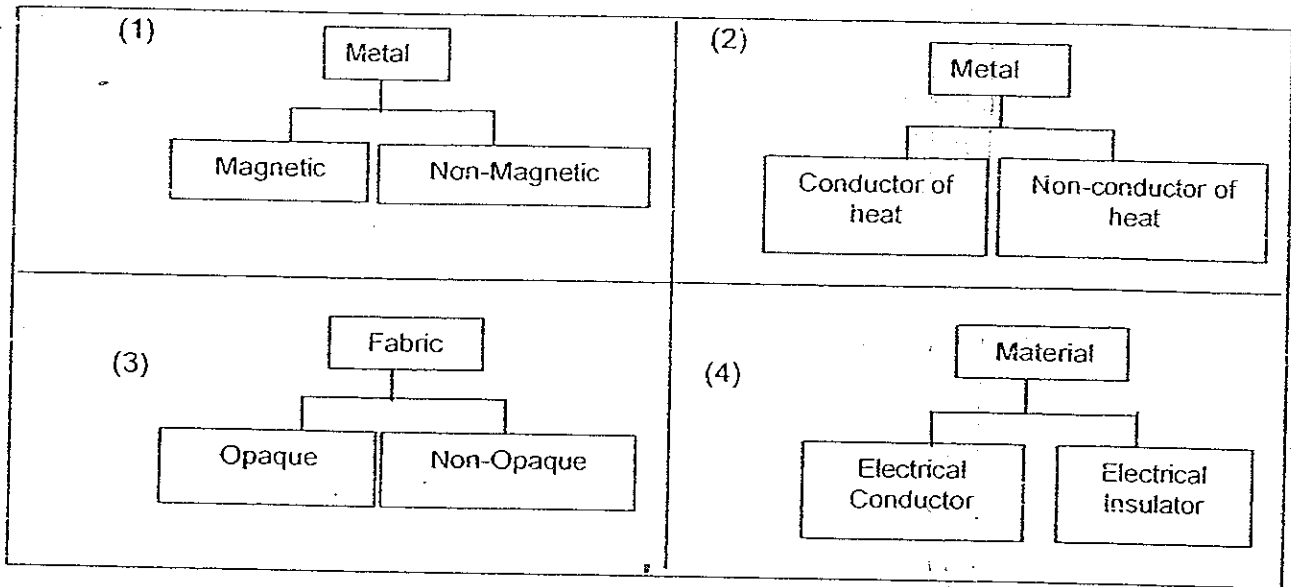 (1)
Metal
Magnetic
Non-Magnetic
(2)
Metal
Conductor of
heat
Non-conductor of
heat
(3)
Fabric
Opaque
Non-Opaque
(4)
Material
Electrical
Conductor
Electrical
Insulator